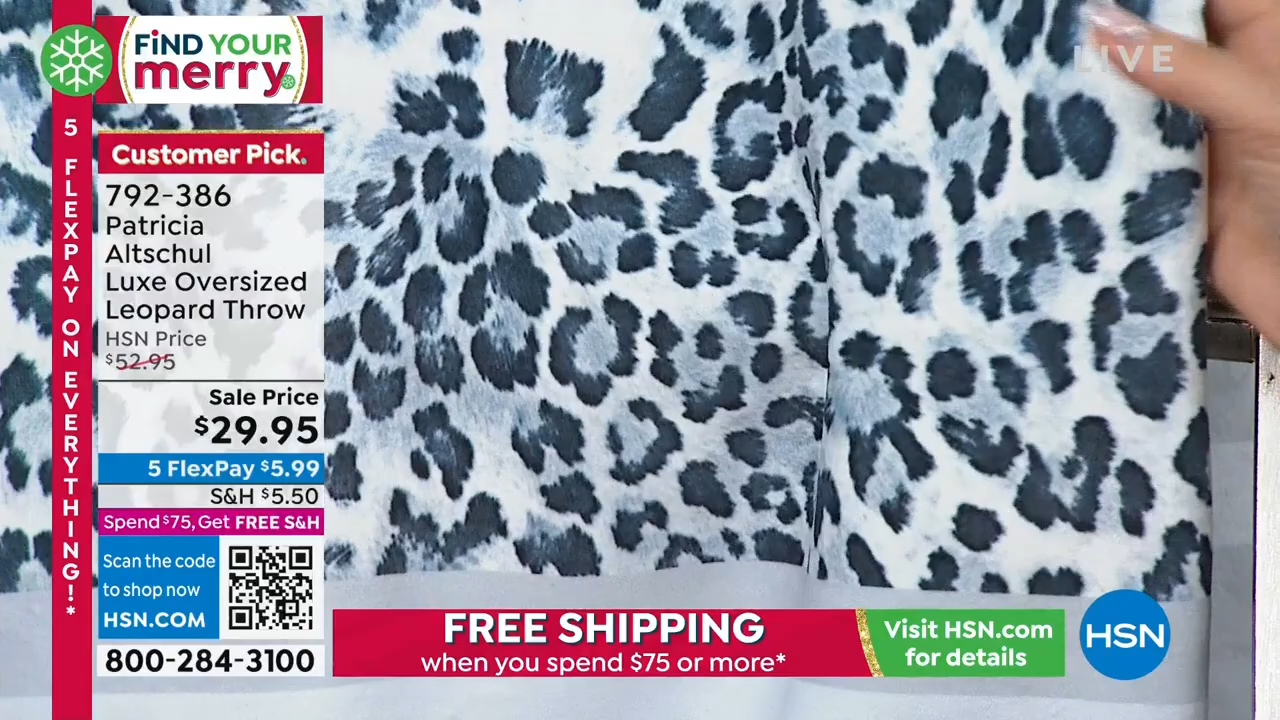 FiND YOUR
merry.
LIVE
5 FLEXPAY ON EVERYTHING!*
Customer Pick.
792-386
Patricia
Altschul
Luxe Oversized
Leopard Throw
HSN Price
$52.95
Sale Price
$29.95
5 FlexPay $5.99
S&H $5.50
Spend $75, Get FREE S&H
Scan the code
to shop now
HSN.COM
800-284-3100
FREE SHIPPING
when you spend $75 or more*
Visit HSN.com
for details
HSN